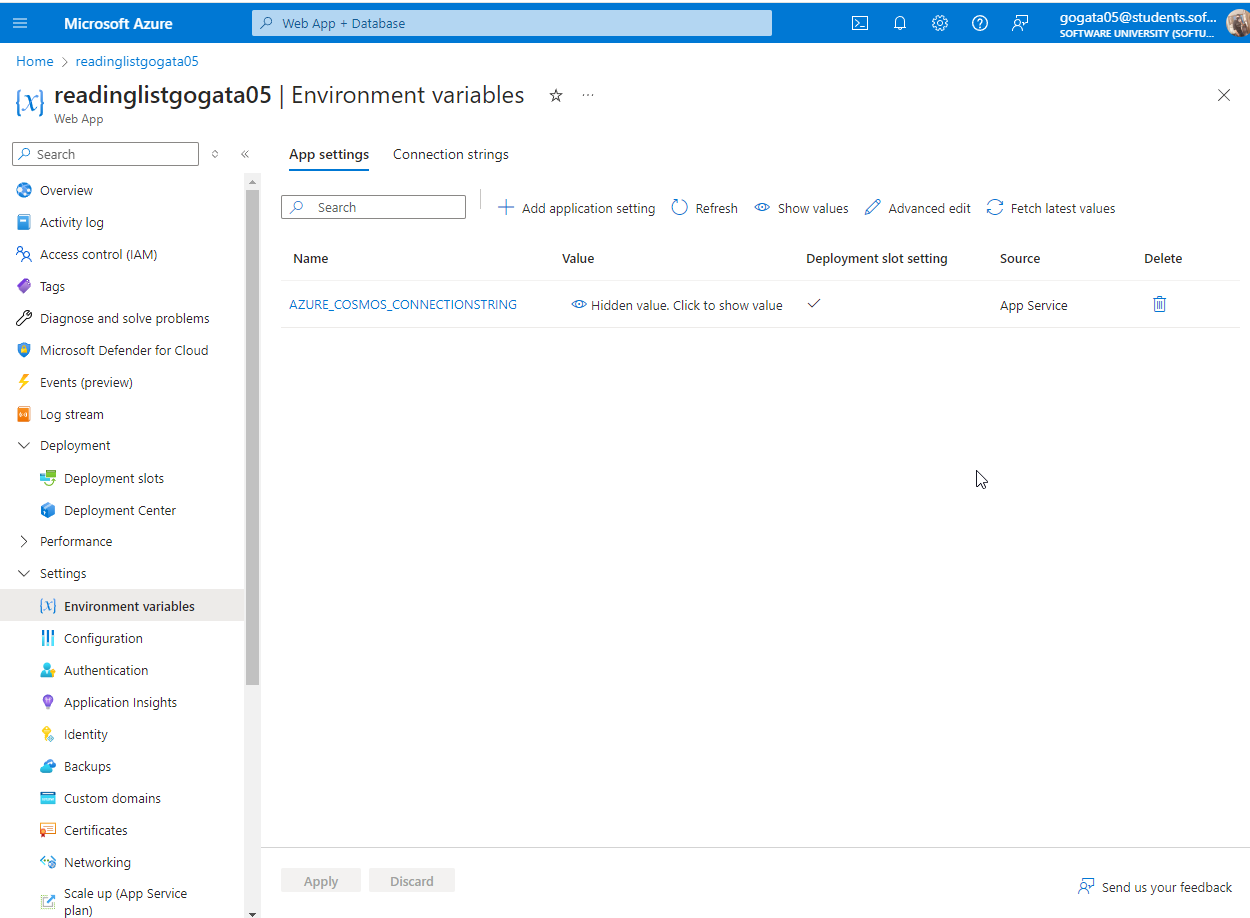 Microsoft Azure
Web App + Database
gogata05@students.sof...
SOFTWARE UNIVERSITY (SOFTU...
Home > readinglistgogata05
{x} readinglistgogata05 | Environment variables
Web App
Search
App settings
Connection strings
Overview
Activity log
Access control (IAM)
Tags
Diagnose and solve problems
Microsoft Defender for Cloud
Events (preview)
Log stream
Deployment
Deployment slots
Deployment Center
Performance
Settings
{x} Environment variables
Configuration
Authentication
Application Insights
Identity
Backups
Custom domains
Certificates
Networking
Scale up (App Service
plan)
Search
Add application setting
Refresh
Show values
Advanced edit
Fetch latest values
Name Value Deployment slot setting Source Delete
AZURE_COSMOS_CONNECTIONSTRING Hidden value. Click to show value App Service
Apply
Discard
Send us your feedback